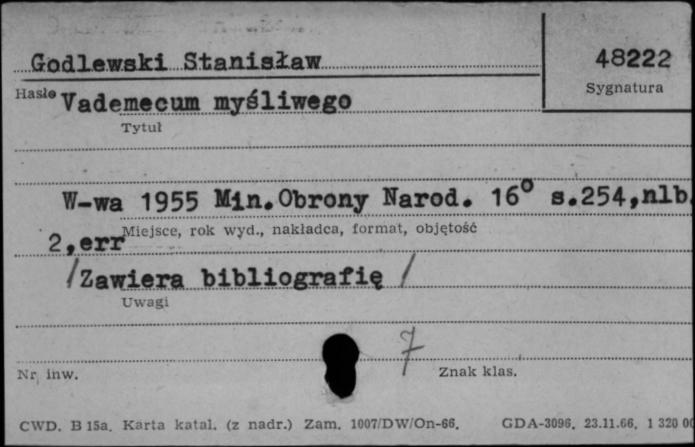 Godlewski Stanisław
48222
Sygnatura
Hasło Vademecum myśliwego
Tytuł
W-wa 1955 Min.Obrony Narod. 16° s.254,nlb.
Miejsce, rok wyd., nakładca, format, objętość
2,err
/Zawiera bibliografię /
Uwagi
7
Nr inw.
Znak klas.
CWD. B 15a. Karta katal. (z nadr.) Zam. 1007/DW/On-66. GDA-3096. 23.11.66. 1 320 00